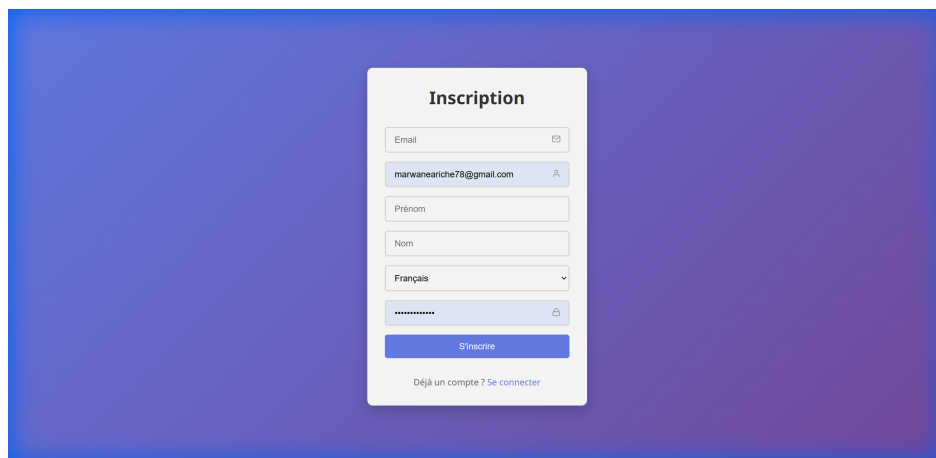 Inscription
Email
marwaneariche78@gmail.com
Prénom
Nom
Français
•••••••••••••
S'inscrire
Déjà un compte ? Se connecter